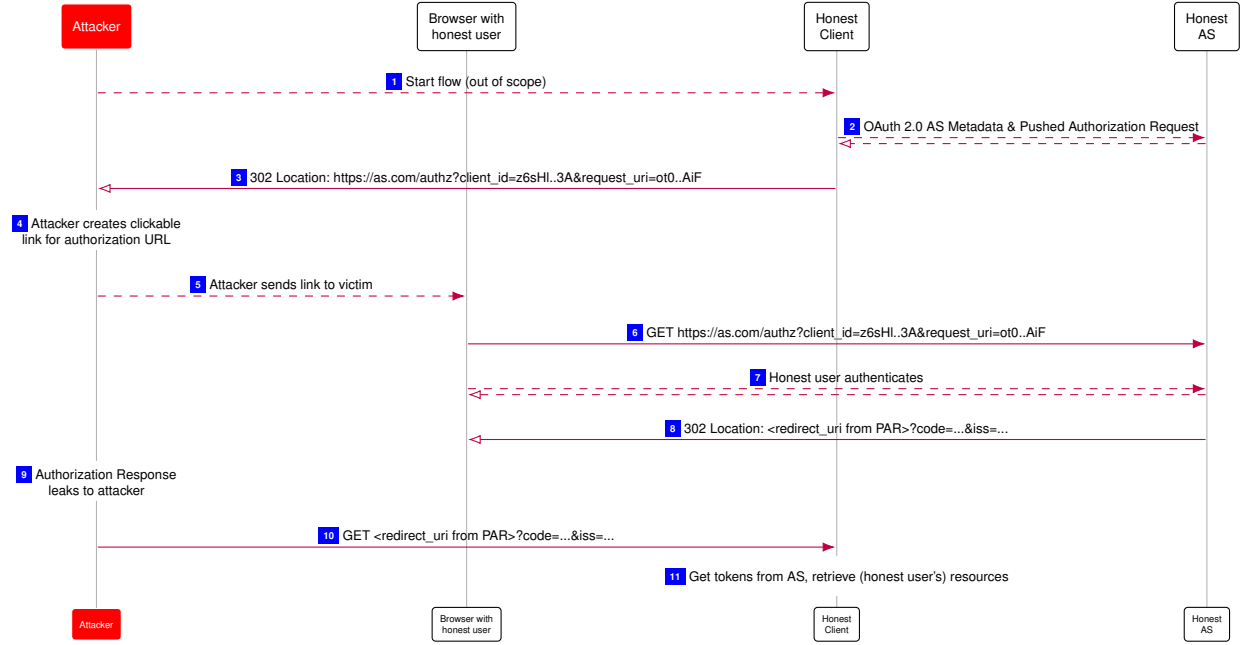 Attacker
Browser with
honest user
Honest
Client
Honest
AS
1 Start flow (out of scope)
2 OAuth 2.0 AS Metadata & Pushed Authorization Request
3 302 Location: https://as.com/authz?client_id=z6sHl..3A&request_uri=ot0..AiF
4 Attacker creates clickable
link for authorization URL
5 Attacker sends link to victim
6 GET https://as.com/authz?client_id=z6sHl..3A&request_uri=ot0..AiF
7 Honest user authenticates
8 302 Location: <redirect_uri from PAR>?code=...&iss=...
9 Authorization Response
leaks to attacker
10 GET <redirect_uri from PAR>?code=...&iss=...
11 Get tokens from AS, retrieve (honest user's) resources
Attacker
Browser with
honest user
Honest
Client
Honest
AS